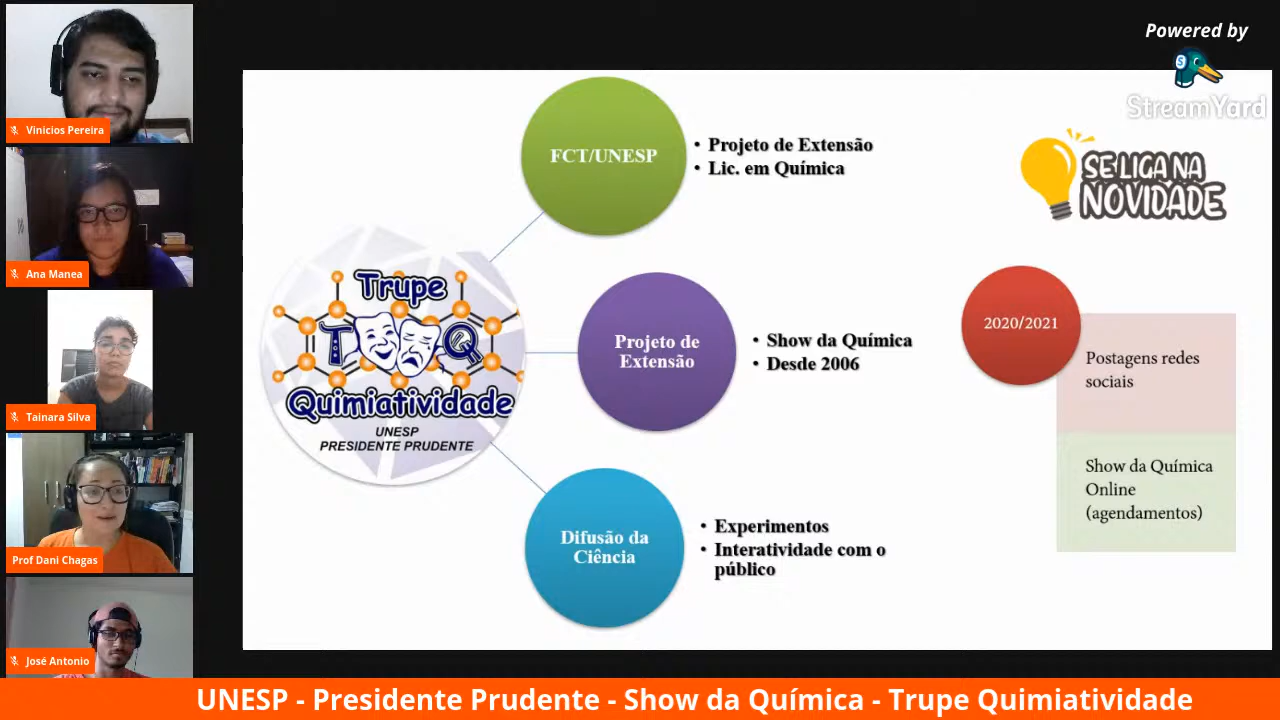 Vinicios Pereira
Ana Manea
Tainara Silva
Prof Dani Chagas
José Antonio
Powered by
S
StreamYard
FCT/UNESP
• Projeto de Extensão
• Lic. em Química
SE LIGA NA
NOVIDADE
Trupe
T Q
Quimiatividade
UNESP
PRESIDENTE PRUDENTE
Projeto de
Extensão
• Show da Química
• Desde 2006
Difusão da
Ciência
• Experimentos
• Interatividade com o
público
2020/2021
Postagens redes
sociais
Show da Química
Online
(agendamentos)
UNESP - Presidente Prudente - Show da Química - Trupe Quimiatividade